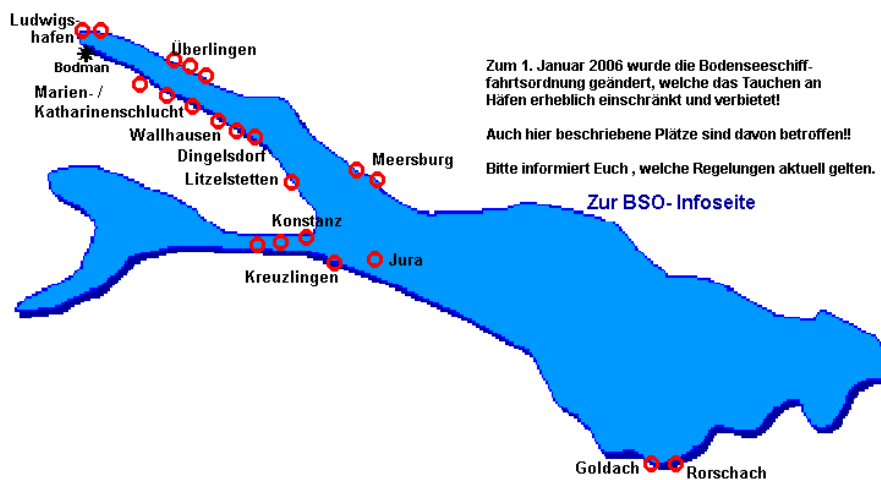 Ludwigs-
hafen
Bodman
Überlingen
Marien- /
Katharinenschlucht
Wallhausen
Dingelsdorf
Litzelstetten
Meersburg
Konstanz
Kreuzlingen
Jura
Goldach
Rorschach
Zum 1. Januar 2006 wurde die Bodenseeschiff-
fahrtsordnung geändert, welche das Tauchen an
Häfen erheblich einschränkt und verbietet!
Auch hier beschriebene Plätze sind davon betroffen!!
Bitte informiert Euch , welche Regelungen aktuell gelten.
Zur BSO- Infoseite